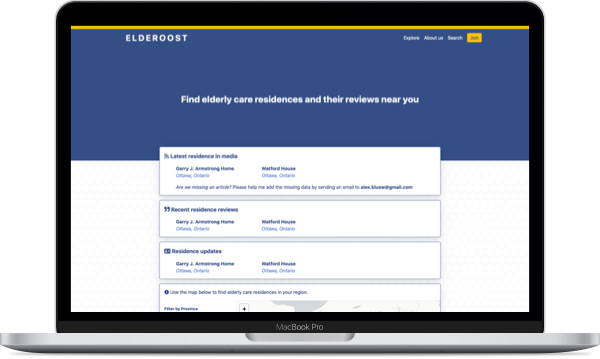 ELDEROOST
Explore About us Search Join
Find elderly care residences and their reviews near you
Latest residence in media
Garry J. Armstrong Home Watford House
Ottawa, Ontario Ottawa, Ontario
Are we missing an article? Please help me add the missing data by sending an email to alex.kluew@gmail.com
Recent residence reviews
Garry J. Armstrong Home Watford House
Ottawa, Ontario Ottawa, Ontario
Residence updates
Garry J. Armstrong Home Watford House
Ottawa, Ontario Ottawa, Ontario
Use the map below to find elderly care residences in your region.
Filter by Province +
MacBook Pro